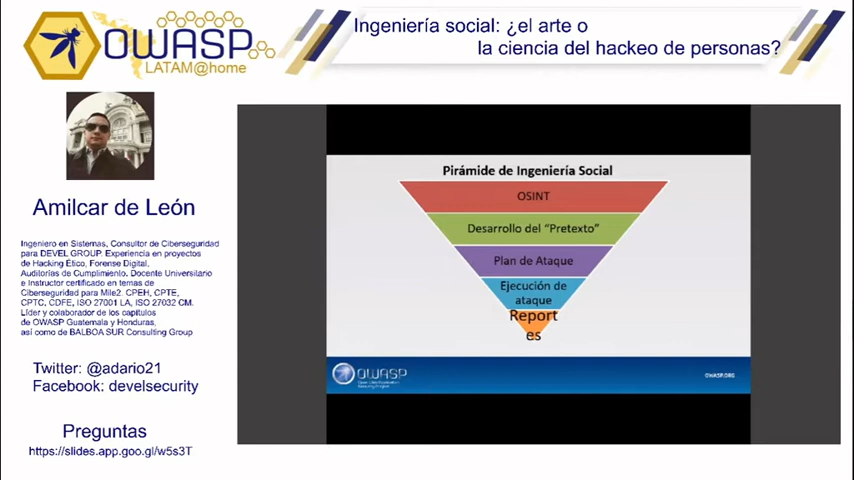 OWASP
LATAM@home
Ingeniería social: ¿el arte o
la ciencia del hackeo de personas?
Amilcar de León
Ingeniero en Sistemas, Consultor de Ciberseguridad
para DEVEL GROUP. Experiencia en proyectos
de Hacking Ético, Forense Digital,
Auditorías de Cumplimiento. Docente Universitario
e Instructor certificado en temas de
Ciberseguridad para Mile2. CPEH, CPTE,
CPTC, CDFE, ISO 27001 LA, ISO 27032 CM.
Líder y colaborador de los capítulos
de OWASP Guatemala y Honduras,
así como de BALBOA SUR Consulting Group
Twitter: @adario21
Facebook: develsecurity
Preguntas
https://slides.app.goo.gl/w5s3T
Pirámide de Ingeniería Social
OSINT
Desarrollo del "Pretexto"
Plan de Ataque
Ejecución de
ataque
Report
es
OWASP
Open Web Application
Security Project
OWASP.ORG